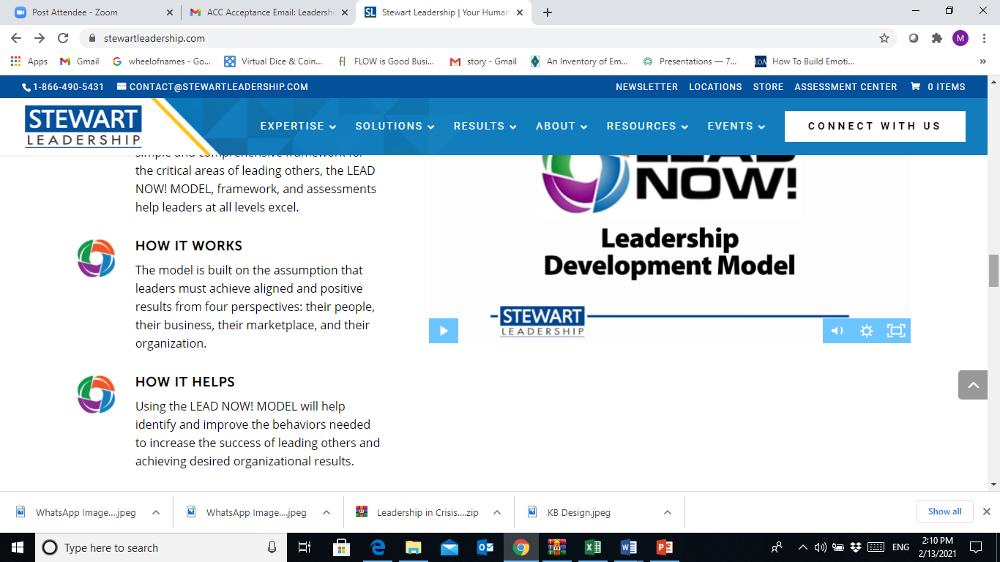 Post Attendee - Zoom
ACC Acceptance Email: Leadershi
SL Stewart Leadership | Your Human
stewartleadership.com
M
Apps
Gmail
wheelofnames - Go...
Virtual Dice & Coin...
FLOW is Good Busi...
story - Gmail
An Inventory of Em...
Presentations — 7...
LOA How To Build Emoti...
1-866-490-5431 CONTACT@STEWARTLEADERSHIP.COM
NEWSLETTER LOCATIONS STORE ASSESSMENT CENTER 0 ITEMS
STEWART
LEADERSHIP
EXPERTISE SOLUTIONS RESULTS ABOUT RESOURCES EVENTS CONNECT WITH US
simple and comprehensive framework for
the critical areas of leading others, the LEAD
NOW! MODEL, framework, and assessments
help leaders at all levels excel.
HOW IT WORKS
The model is built on the assumption that
leaders must achieve aligned and positive
results from four perspectives: their people,
their business, their marketplace, and their
organization.
HOW IT HELPS
Using the LEAD NOW! MODEL will help
identify and improve the behaviors needed
to increase the success of leading others and
achieving desired organizational results.
LEAD
NOW!
Leadership
Development Model
STEWART
LEADERSHIP
WhatsApp Image....jpeg
WhatsApp Image....jpeg
Leadership in Crisis....zip
KB Design.jpeg
Show all
Type here to search
ENG
2:10 PM
2/13/2021